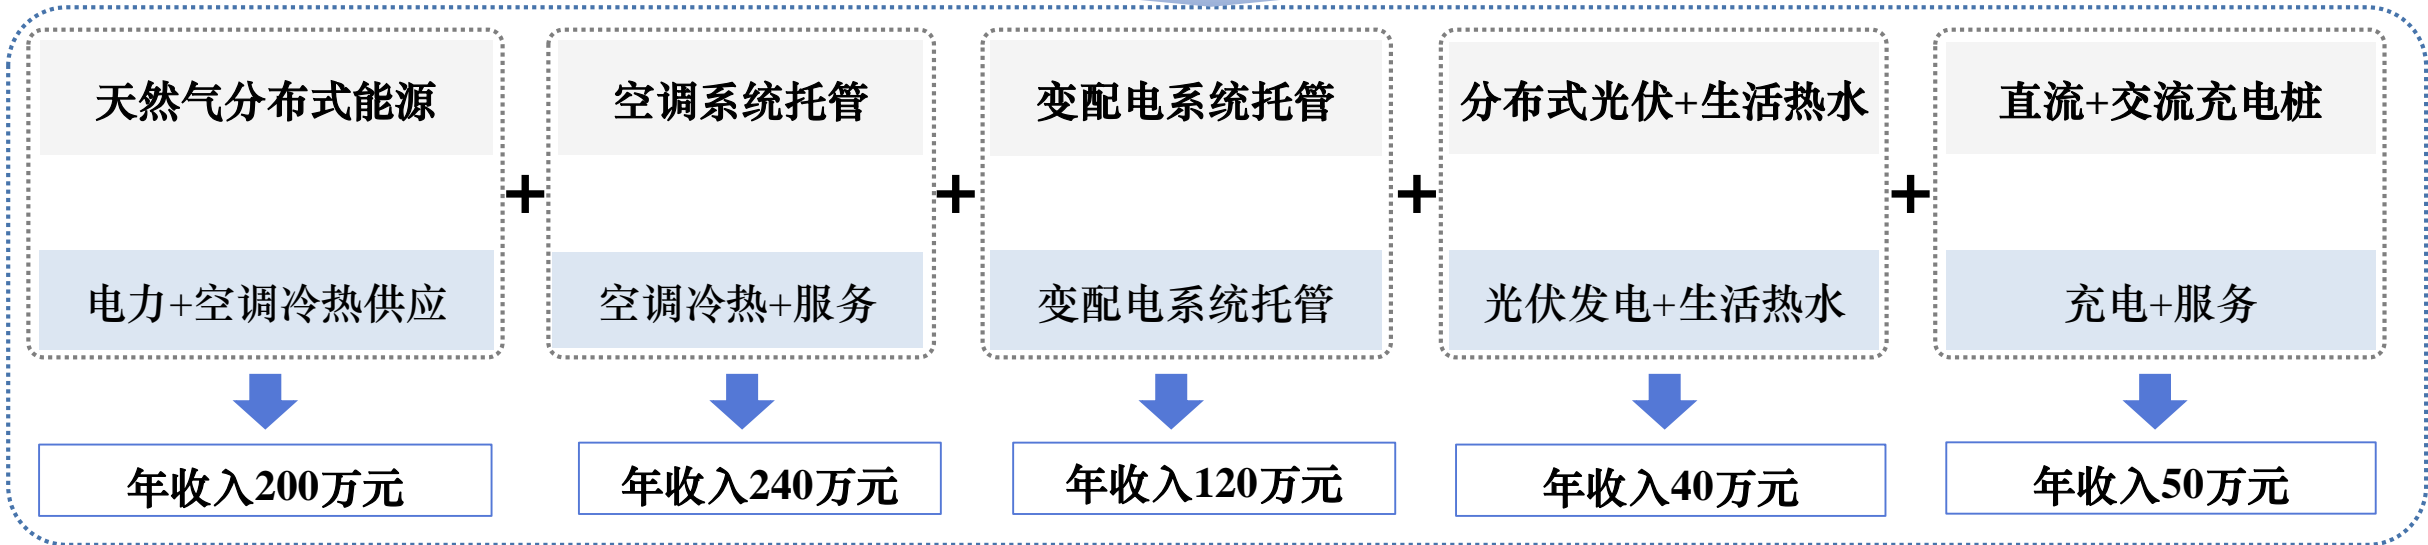 天然气分布式能源
空调系统托管
变配电系统托管
分布式光伏+生活热水
直流+交流充电桩
+
+
+
+
电力+空调冷热供应
空调冷热+服务
变配电系统托管
光伏发电+生活热水
充电+服务
年收入200万元
年收入240万元
年收入120万元
年收入40万元
年收入50万元